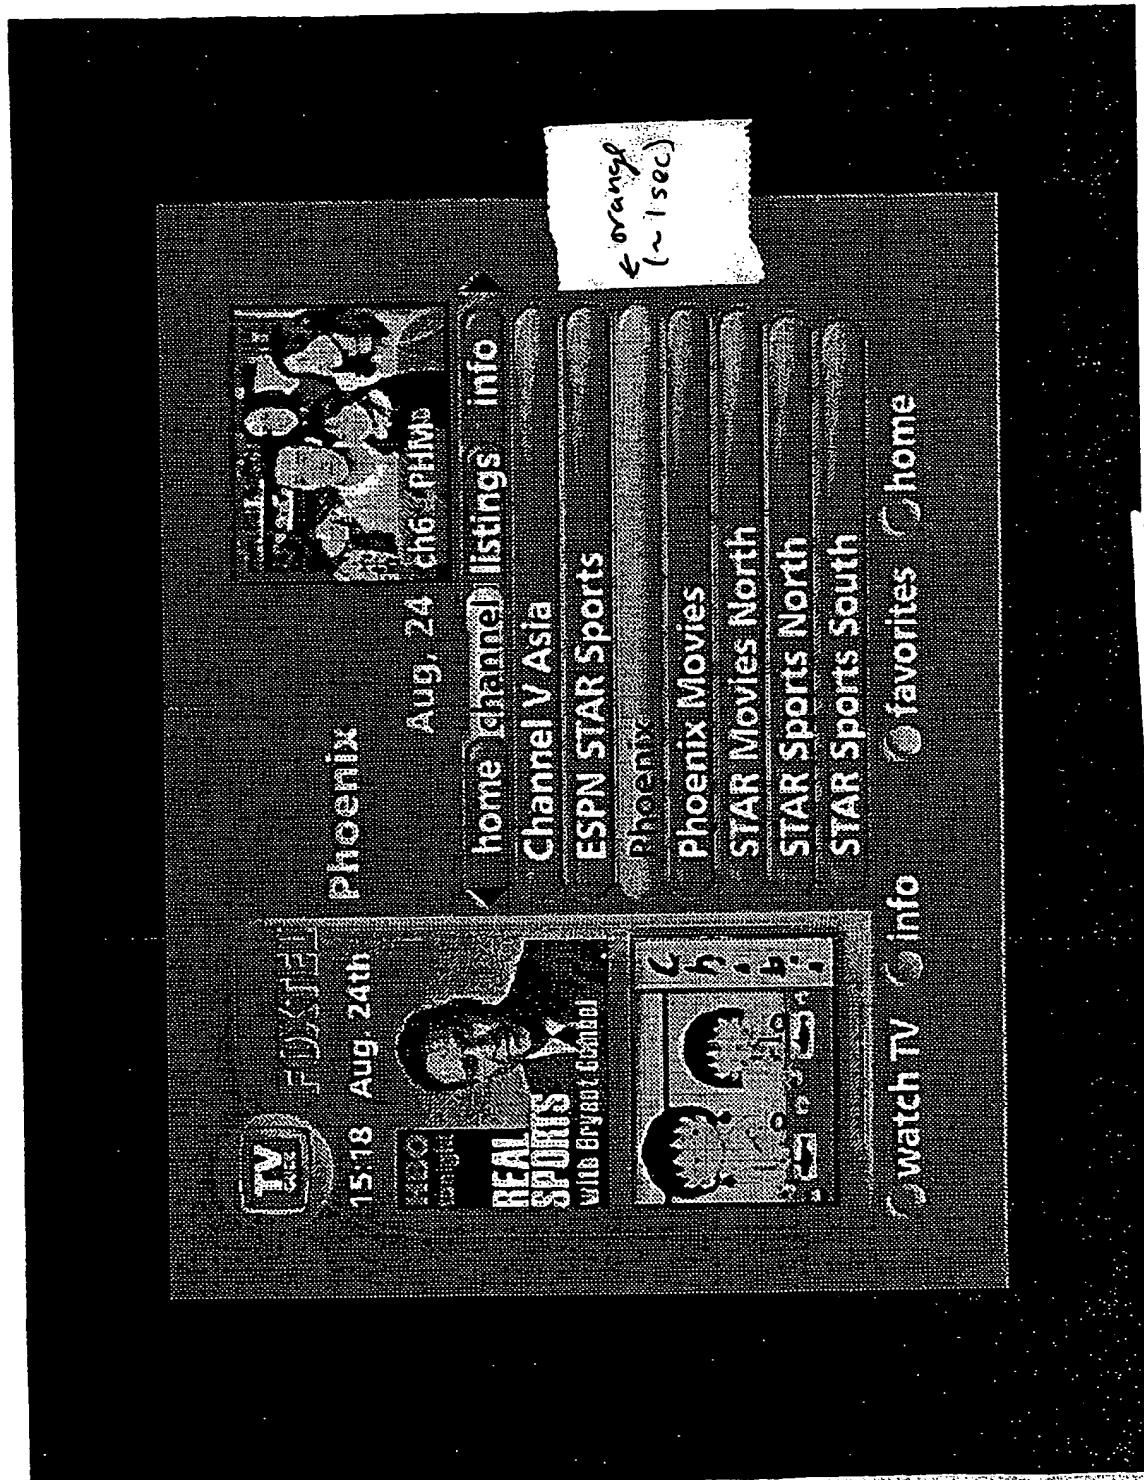 TV
FOXTEL
15:18 Aug. 24th
Phoenix
Aug, 24
ch6 PHMP
HBO
REAL
SPORTS
with Bryant Gumbel
Chibi
home channel listings info
Channel V Asia
ESPN STAR Sports
Phoenix
Phoenix Movies
STAR Movies North
STAR Sports North
STAR Sports South
watch TV info favorites home
← orange
(~1 sec)